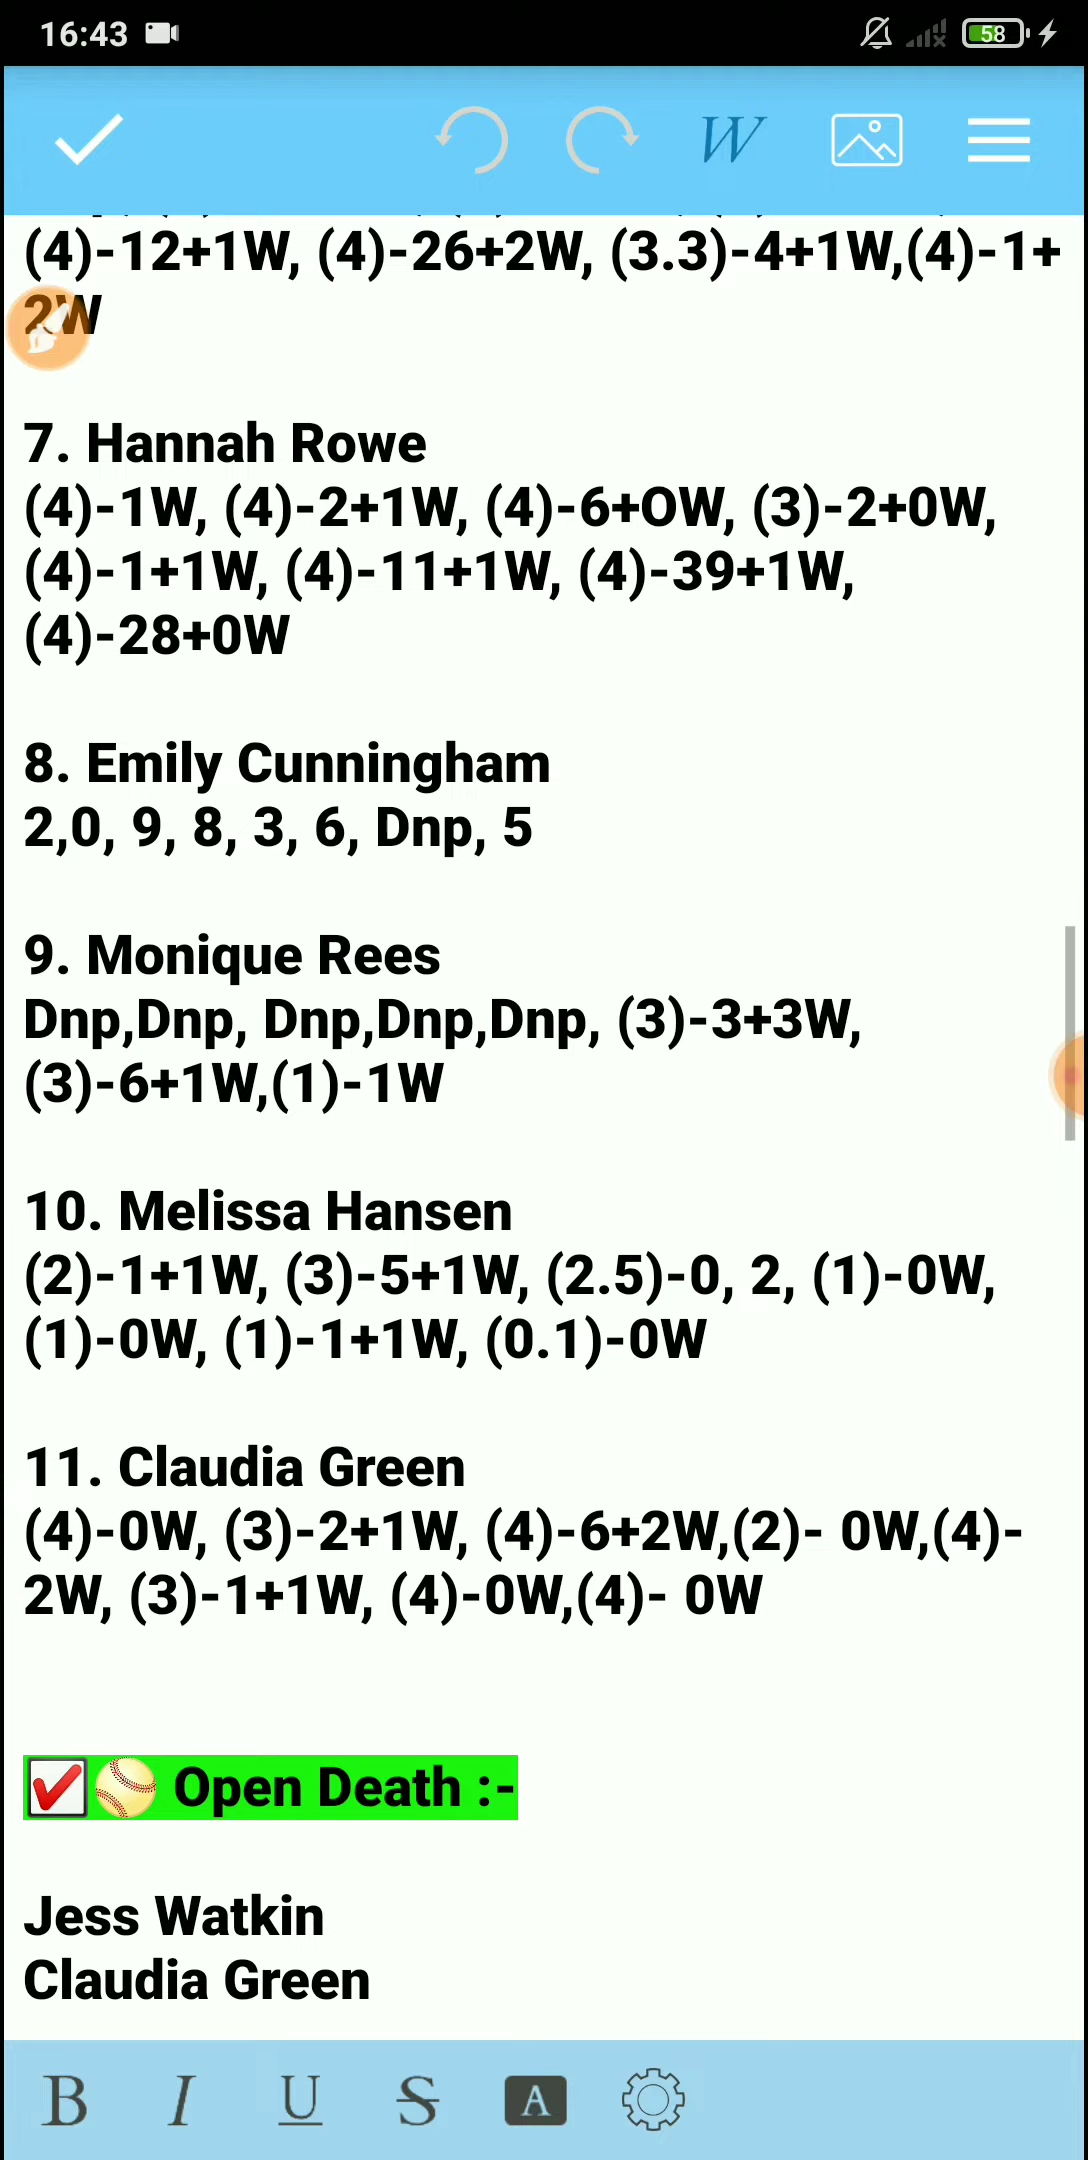 16:43
58
W
(4)-12+1W, (4)-26+2W, (3.3)-4+1W,(4)-1+
2W
7. Hannah Rowe
(4)-1W, (4)-2+1W, (4)-6+OW, (3)-2+0W,
(4)-1+1W, (4)-11+1W, (4)-39+1W,
(4)-28+0W
8. Emily Cunningham
2,0, 9, 8, 3, 6, Dnp, 5
9. Monique Rees
Dnp,Dnp, Dnp,Dnp,Dnp, (3)-3+3W,
(3)-6+1W,(1)-1W
10. Melissa Hansen
(2)-1+1W, (3)-5+1W, (2.5)-0, 2, (1)-0W,
(1)-0W, (1)-1+1W, (0.1)-0W
11. Claudia Green
(4)-0W, (3)-2+1W, (4)-6+2W,(2)- 0W,(4)-
2W, (3)-1+1W, (4)-0W,(4)- 0W
Open Death :-
Jess Watkin
Claudia Green
B I U S A